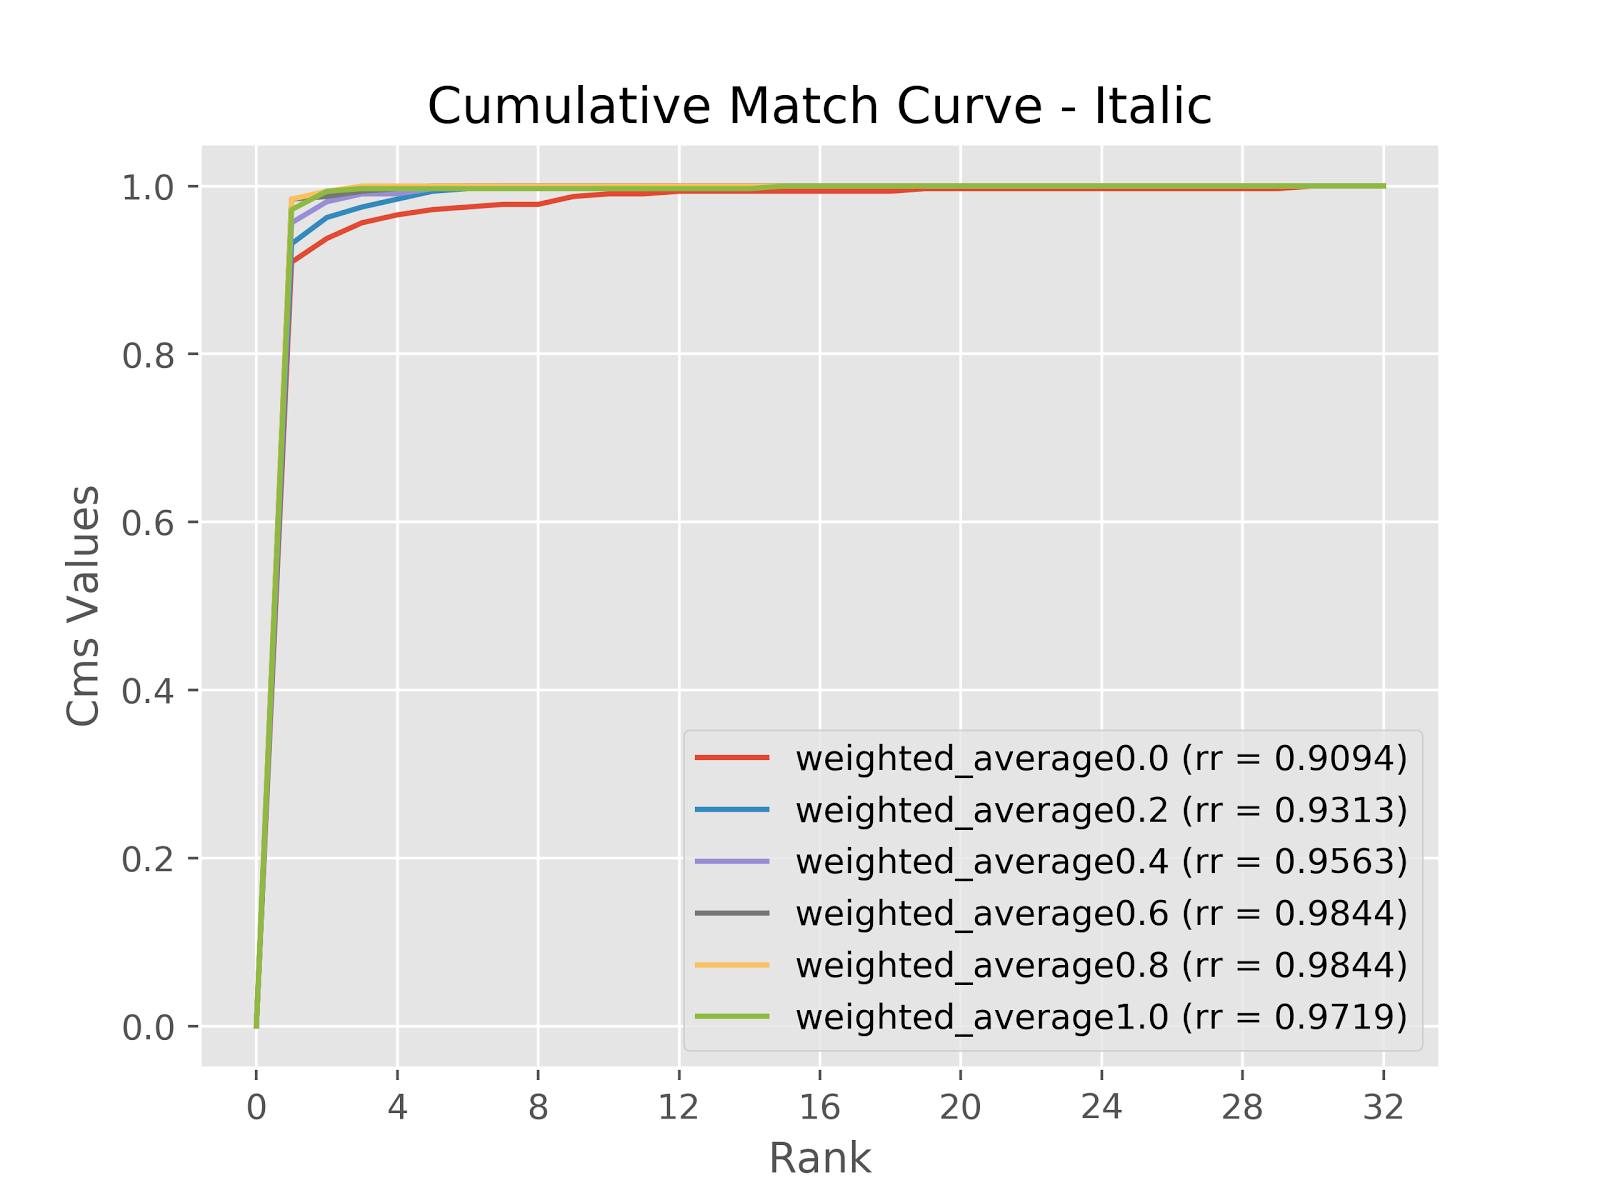 Cumulative Match Curve - Italic
1.0
0.8
0.6
0.4
0.2
0.0
Cms Values
weighted_average0.0 (rr = 0.9094)
weighted_average0.2 (rr = 0.9313)
weighted_average0.4 (rr = 0.9563)
weighted_average0.6 (rr = 0.9844)
weighted_average0.8 (rr = 0.9844)
weighted_average1.0 (rr = 0.9719)
0 4 8 12 16 20 24 28 32
Rank